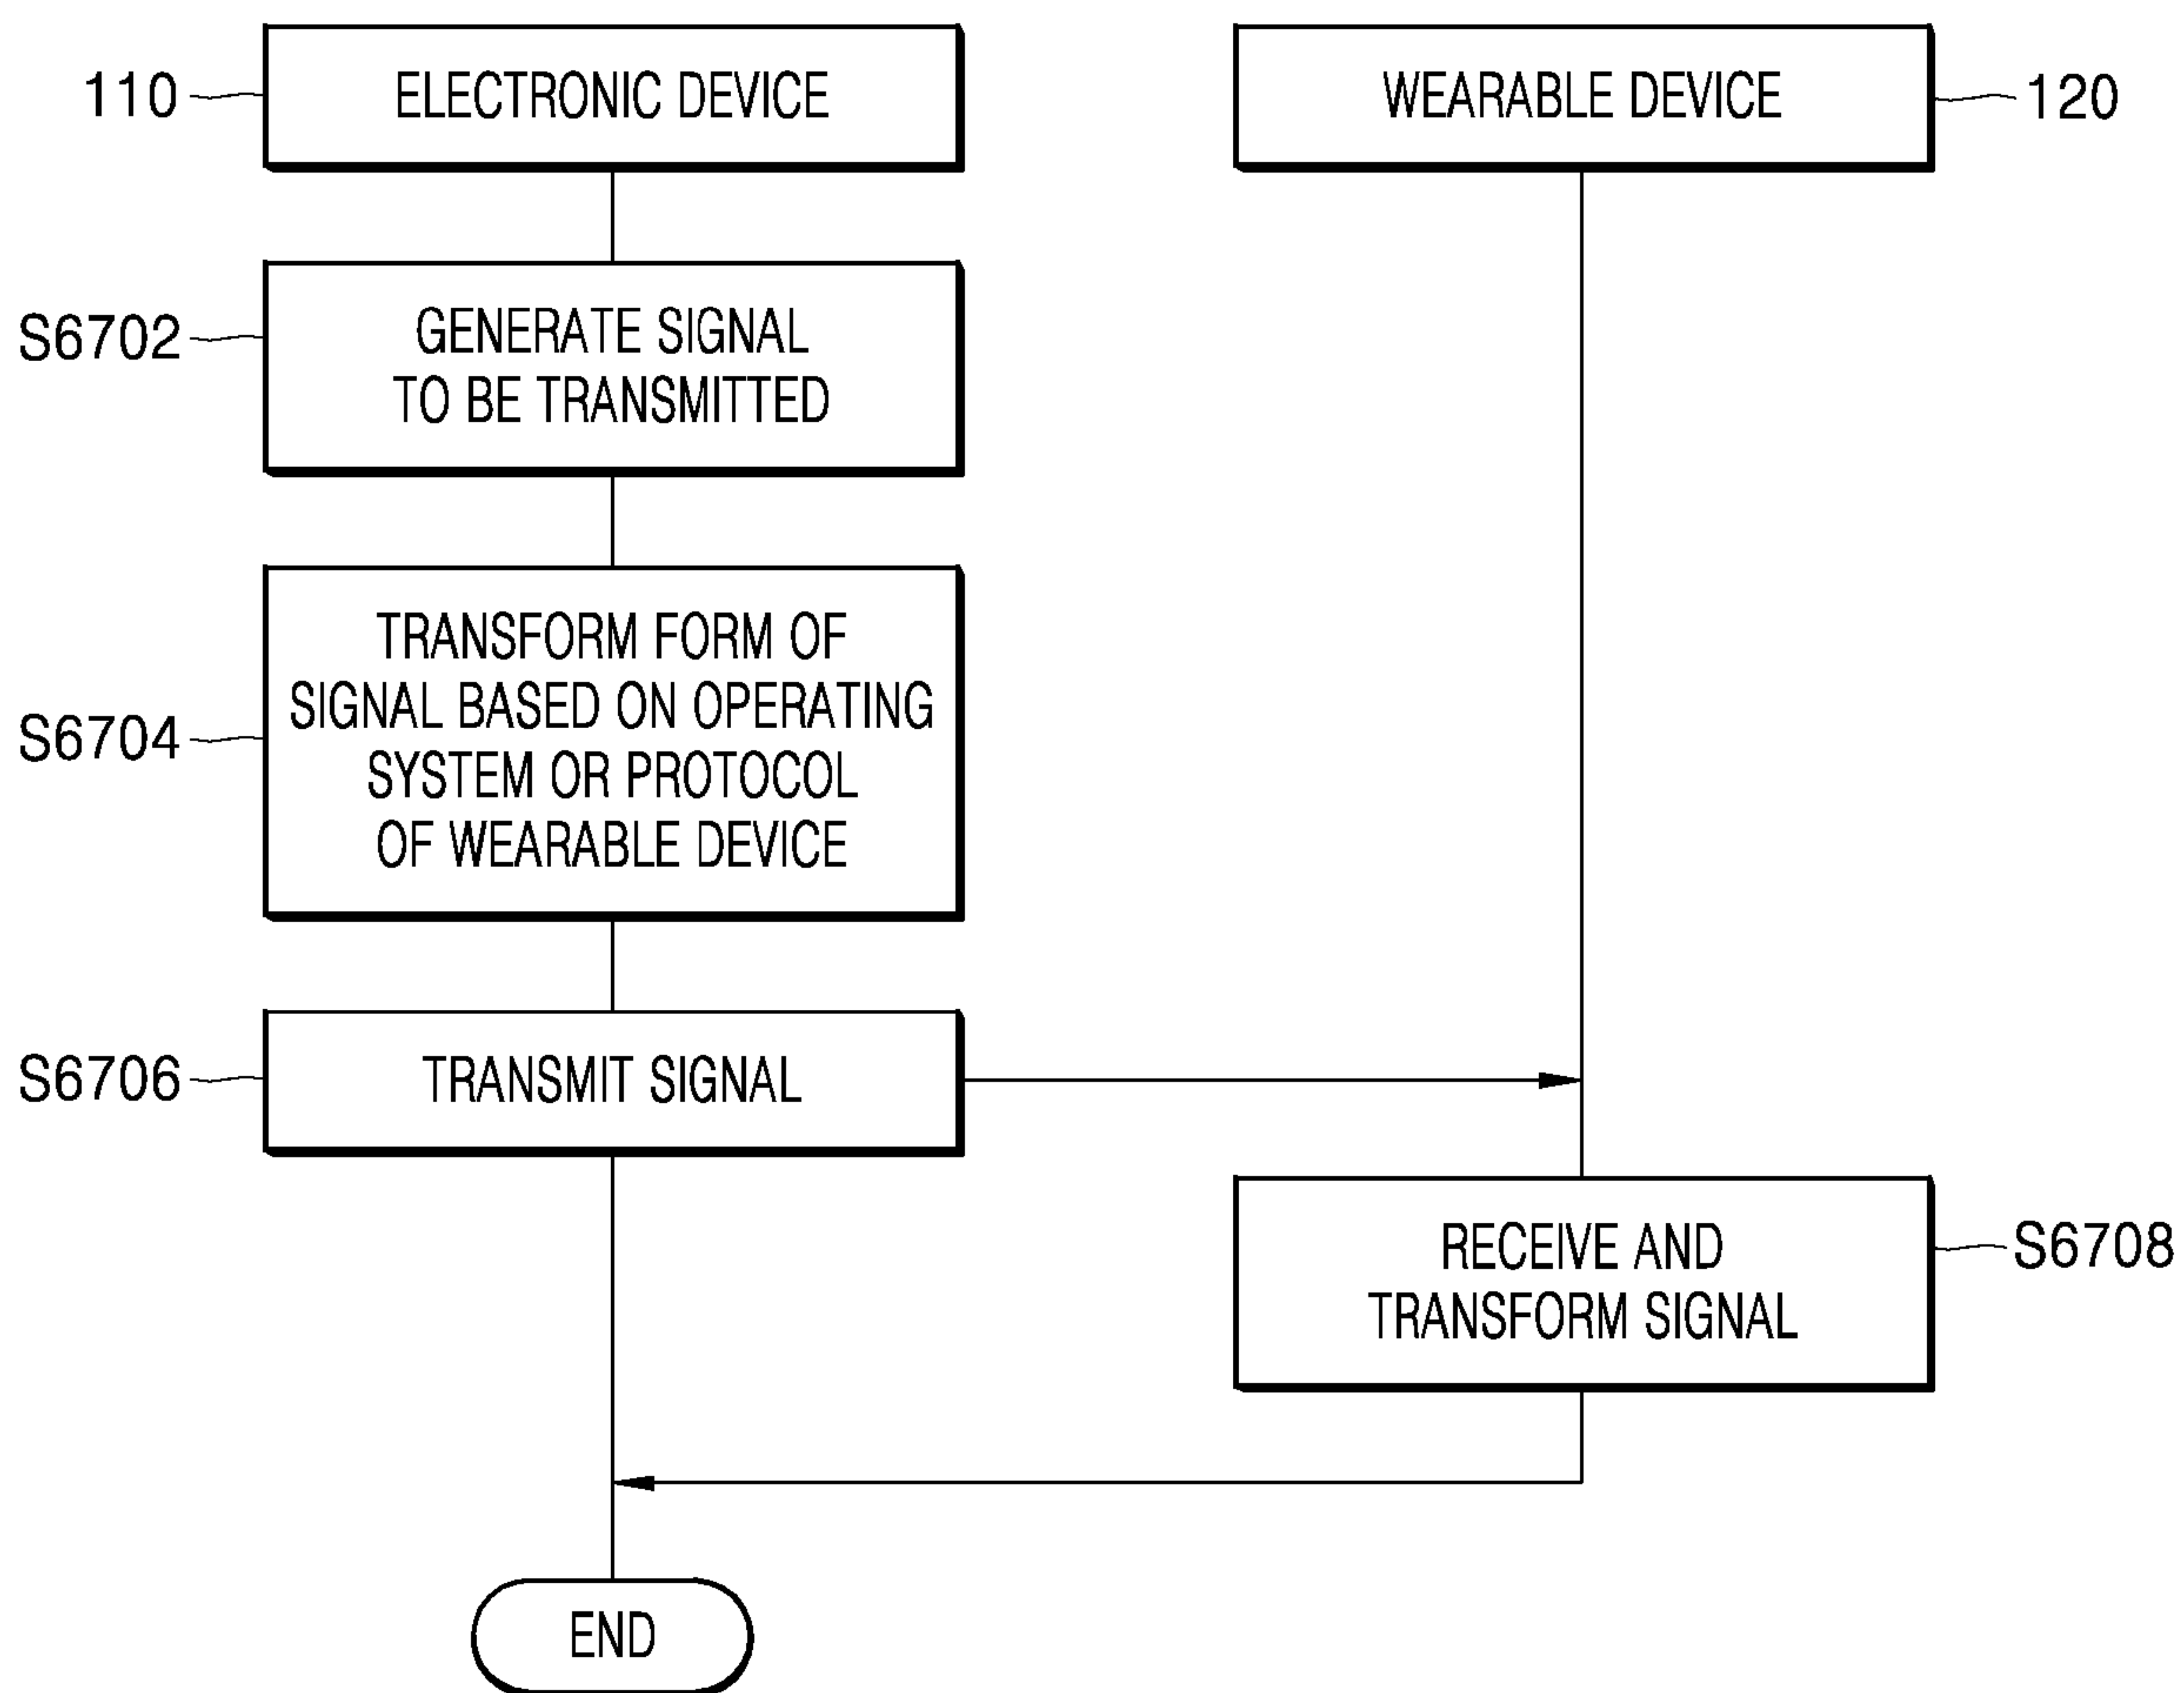 110
ELECTRONIC DEVICE
WEARABLE DEVICE
120
S6702
GENERATE SIGNAL
TO BE TRANSMITTED
S6704
TRANSFORM FORM OF
SIGNAL BASED ON OPERATING
SYSTEM OR PROTOCOL
OF WEARABLE DEVICE
S6706
TRANSMIT SIGNAL
RECEIVE AND
TRANSFORM SIGNAL
S6708
END